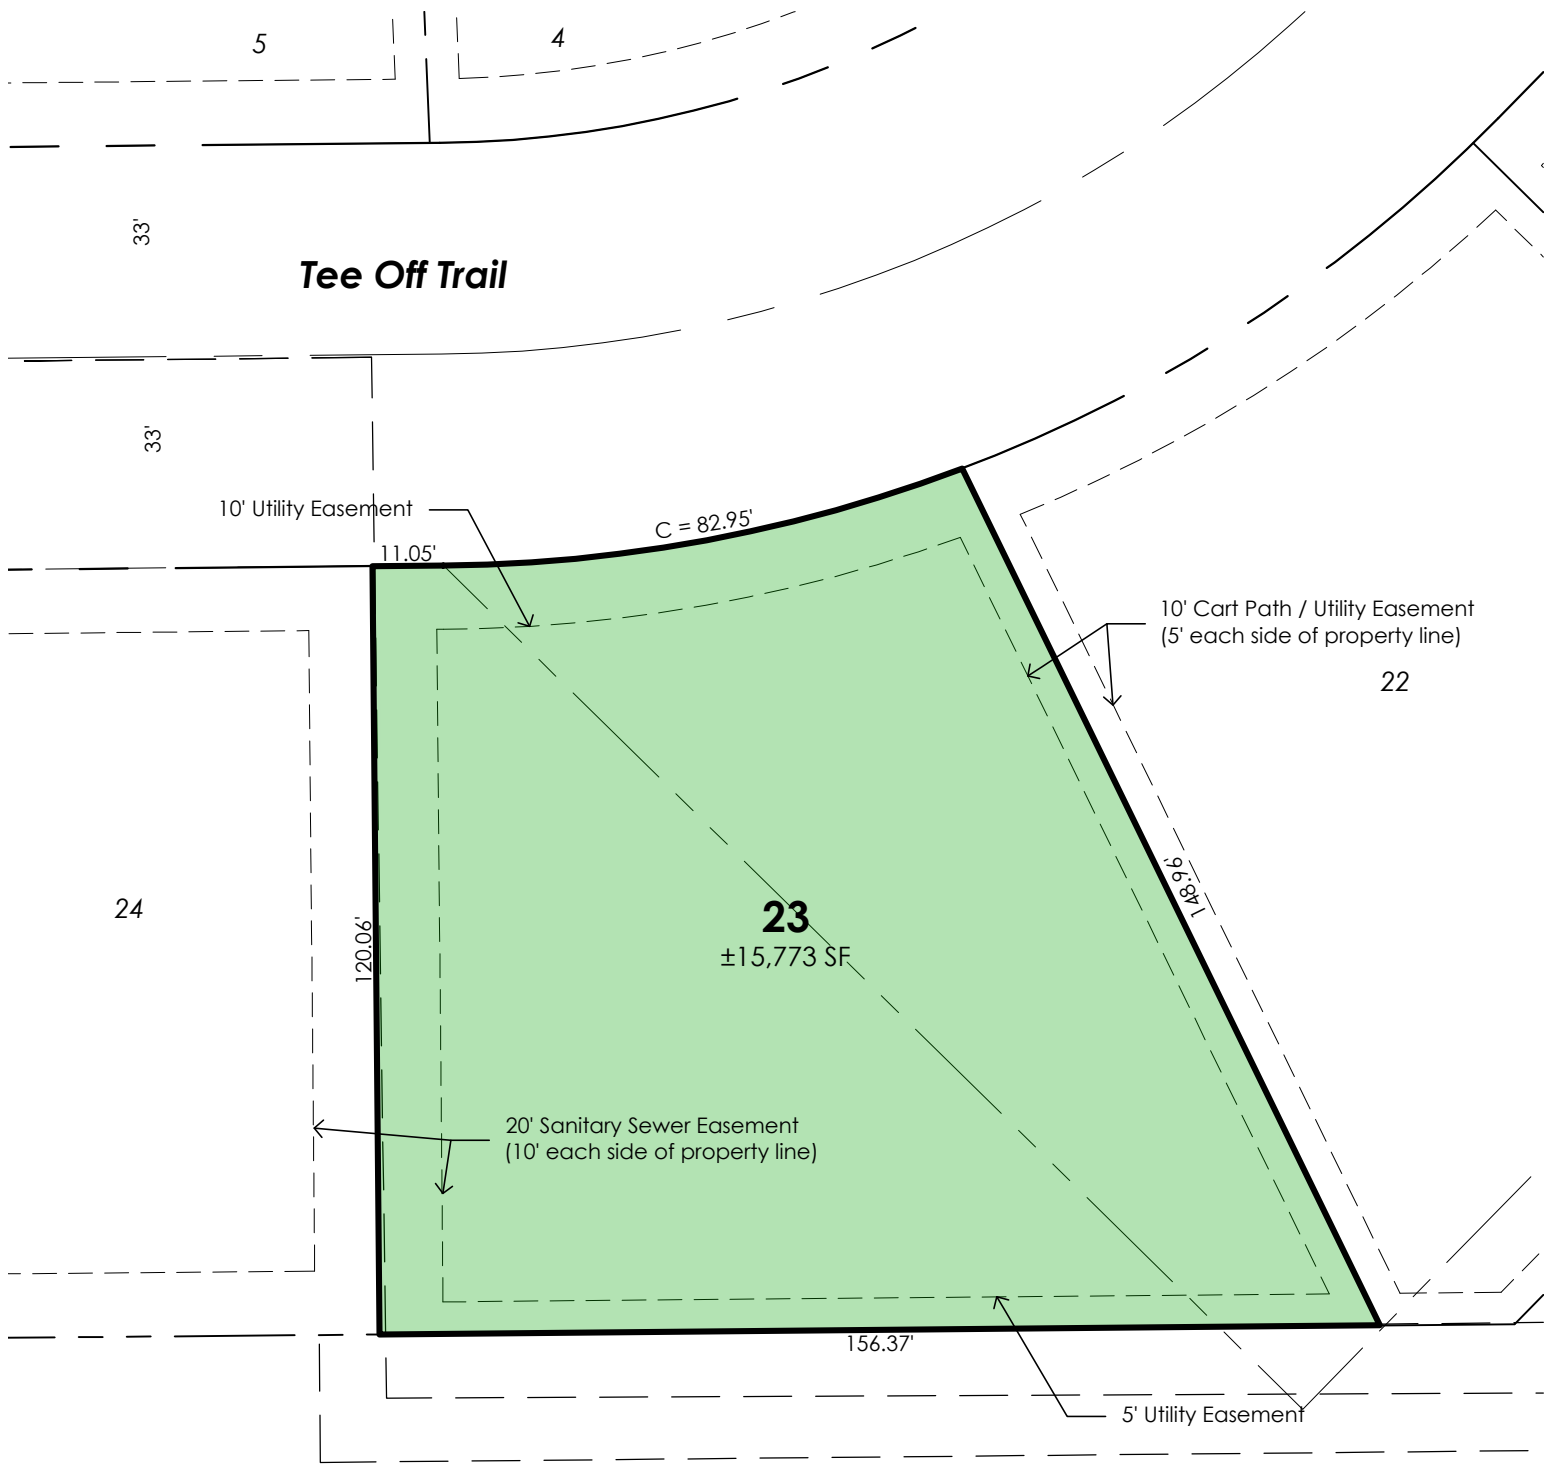 5
4
33'
Tee Off Trail
33'
10' Utility Easement
C = 82.95'
11.05'
10' Cart Path / Utility Easement
(5' each side of property line)
22
24
23
±15,773 SF
148.96'
120.06'
20' Sanitary Sewer Easement
(10' each side of property line)
156.37'
5' Utility Easement